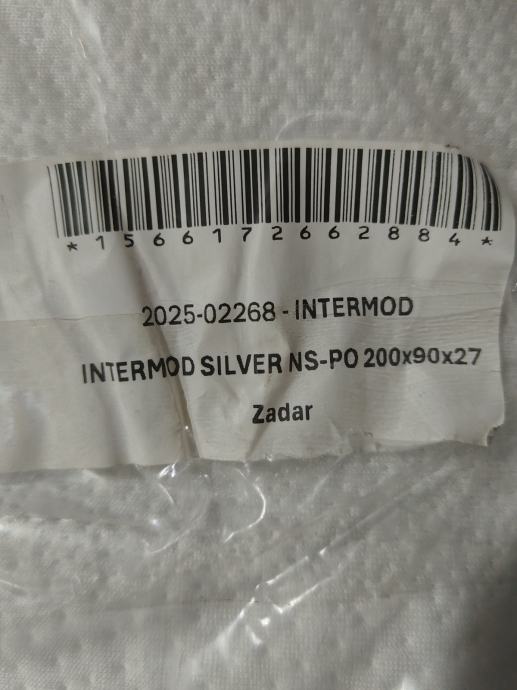 *1566172662884*
2025-02268 - INTERMOD
INTERMOD SILVER NS-PO 200x90x27
Zadar